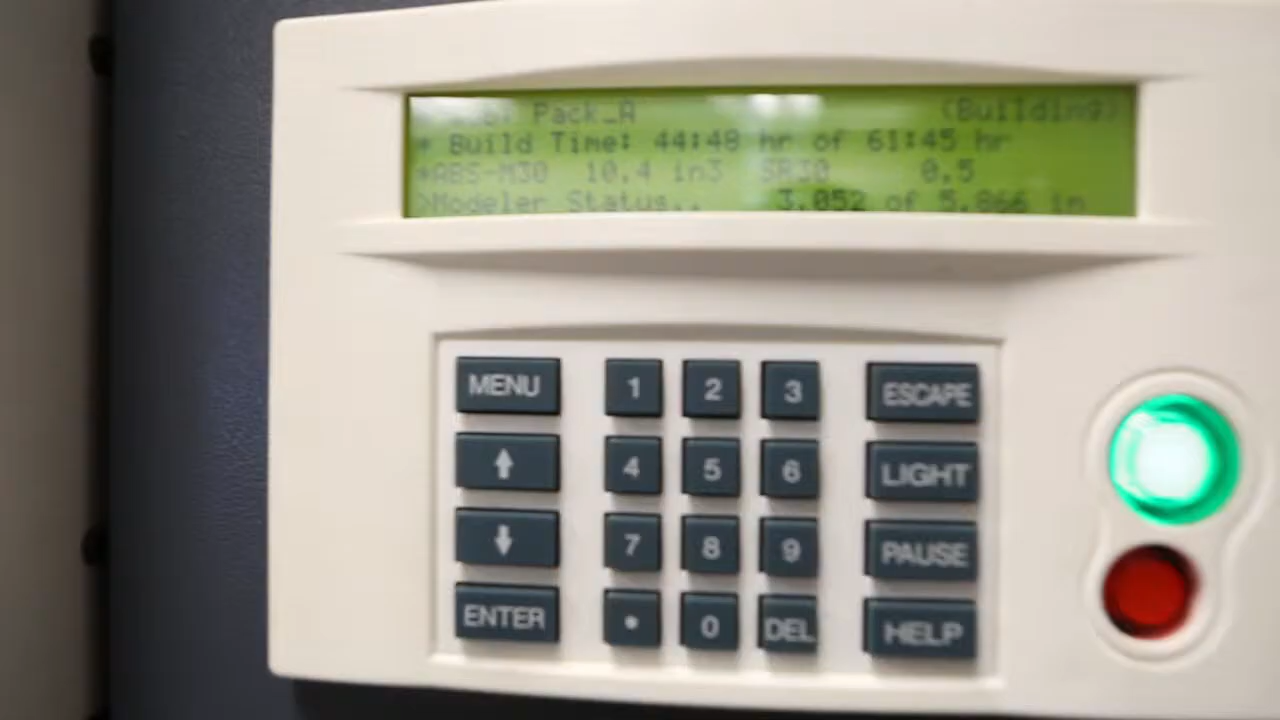 Pack_A (Building)
* Build Time: 44:48 hr of 61:45 hr
*ABS-M30 10.4 in3 SR30 0.5
>Modeler Status.. 3.052 of 5.866 in
MENU 1 2 3 ESCAPE
4 5 6 LIGHT
7 8 9 PAUSE
ENTER . 0 DEL HELP